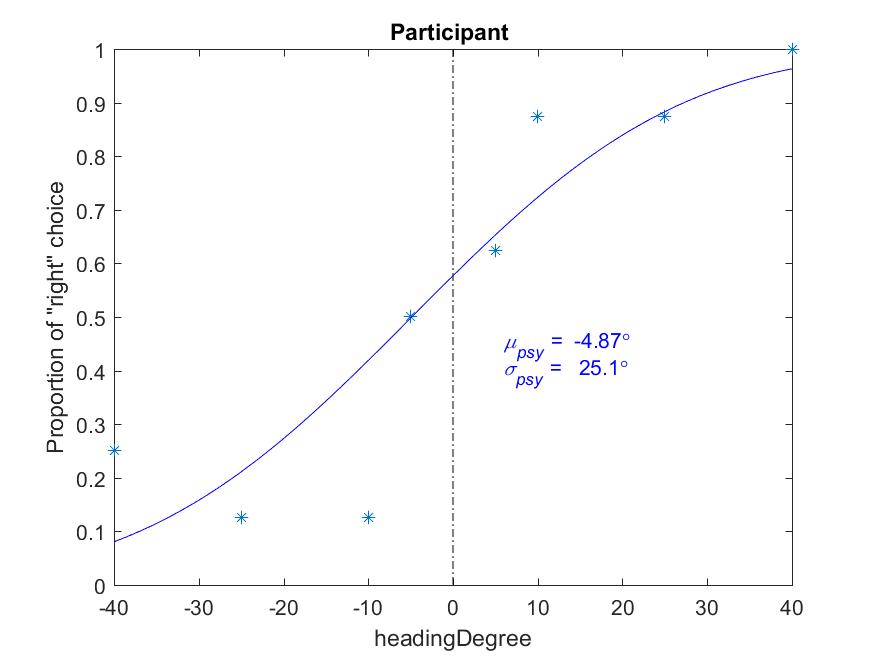 Participant
1
0.9
0.8
0.7
0.6
0.5
0.4
0.3
0.2
0.1
0
Proportion of "right" choice
μpsy = -4.87°
σpsy = 25.1°
-40 -30 -20 -10 0 10 20 30 40
headingDegree